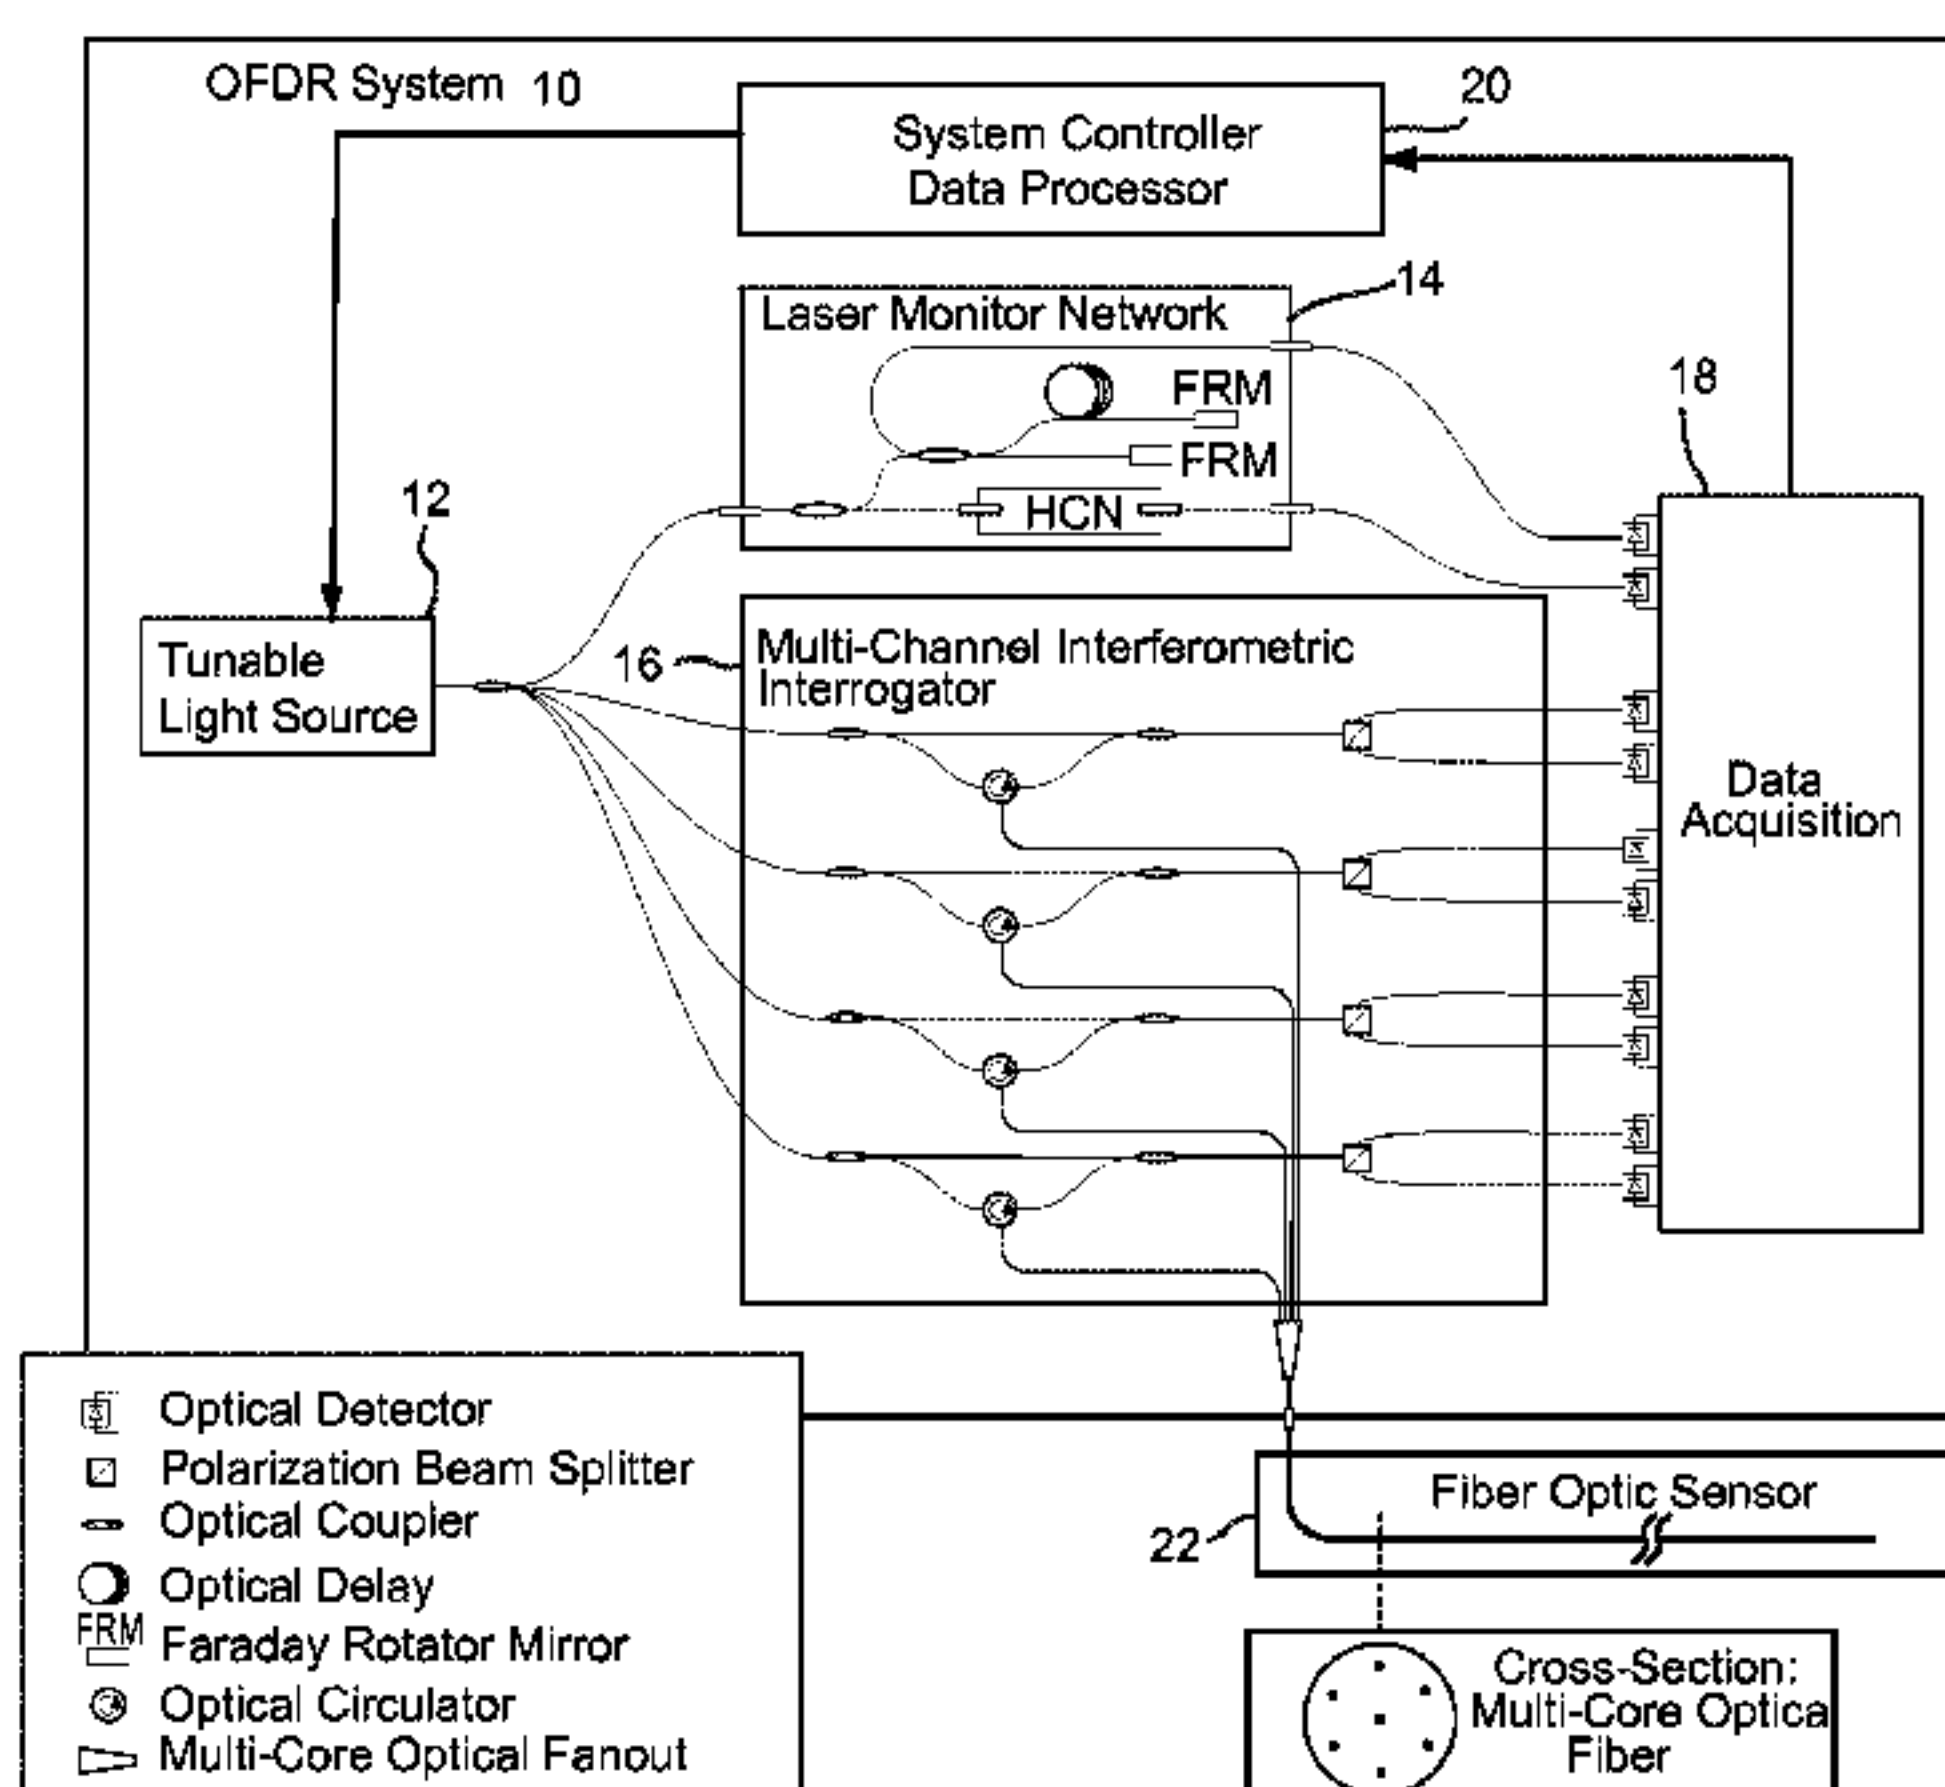 OFDR System 10
20
System Controller
Data Processor
14
Laser Monitor Network
FRM
FRM
HCN
18
12
Tunable
Light Source
16
Multi-Channel Interferometric
Interrogator
Data
Acquisition
Optical Detector
Polarization Beam Splitter
Optical Coupler
Optical Delay
FRM
Faraday Rotator Mirror
Optical Circulator
Multi-Core Optical Fanout
Fiber Optic Sensor
22
Cross-Section:
Multi-Core Optical
Fiber